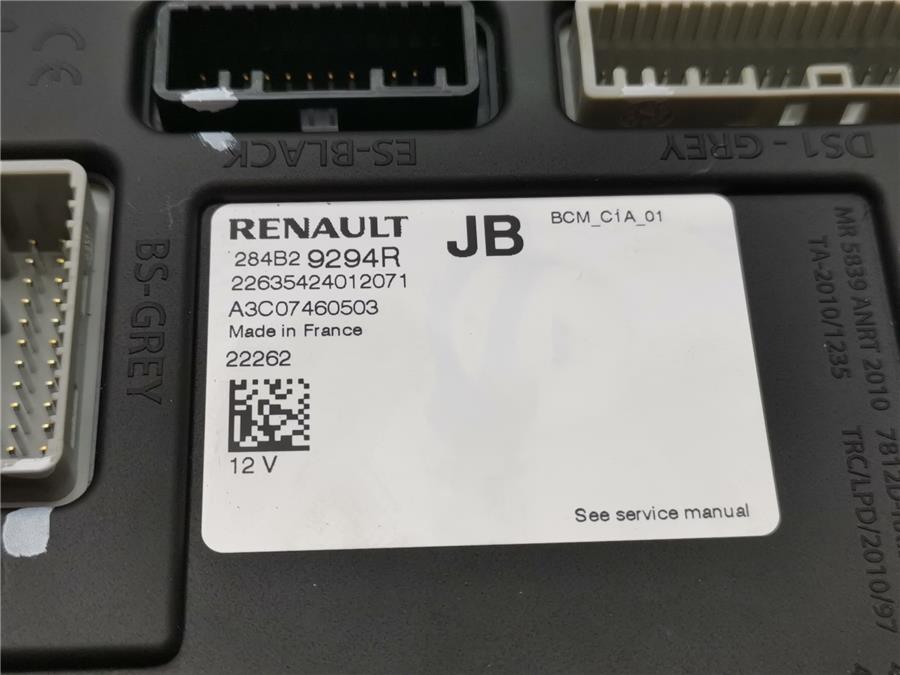 ES-BLACK
DS1 - GREY
BS-GREY
RENAULT
JB
BCM_CiA_01
284B2 9294R
22635424012071
A3C07460503
Made in France
22262
12 V
See service manual
MR 5839 ANRT 2010
TA-2010/1235
TRC/LPD/2010/97